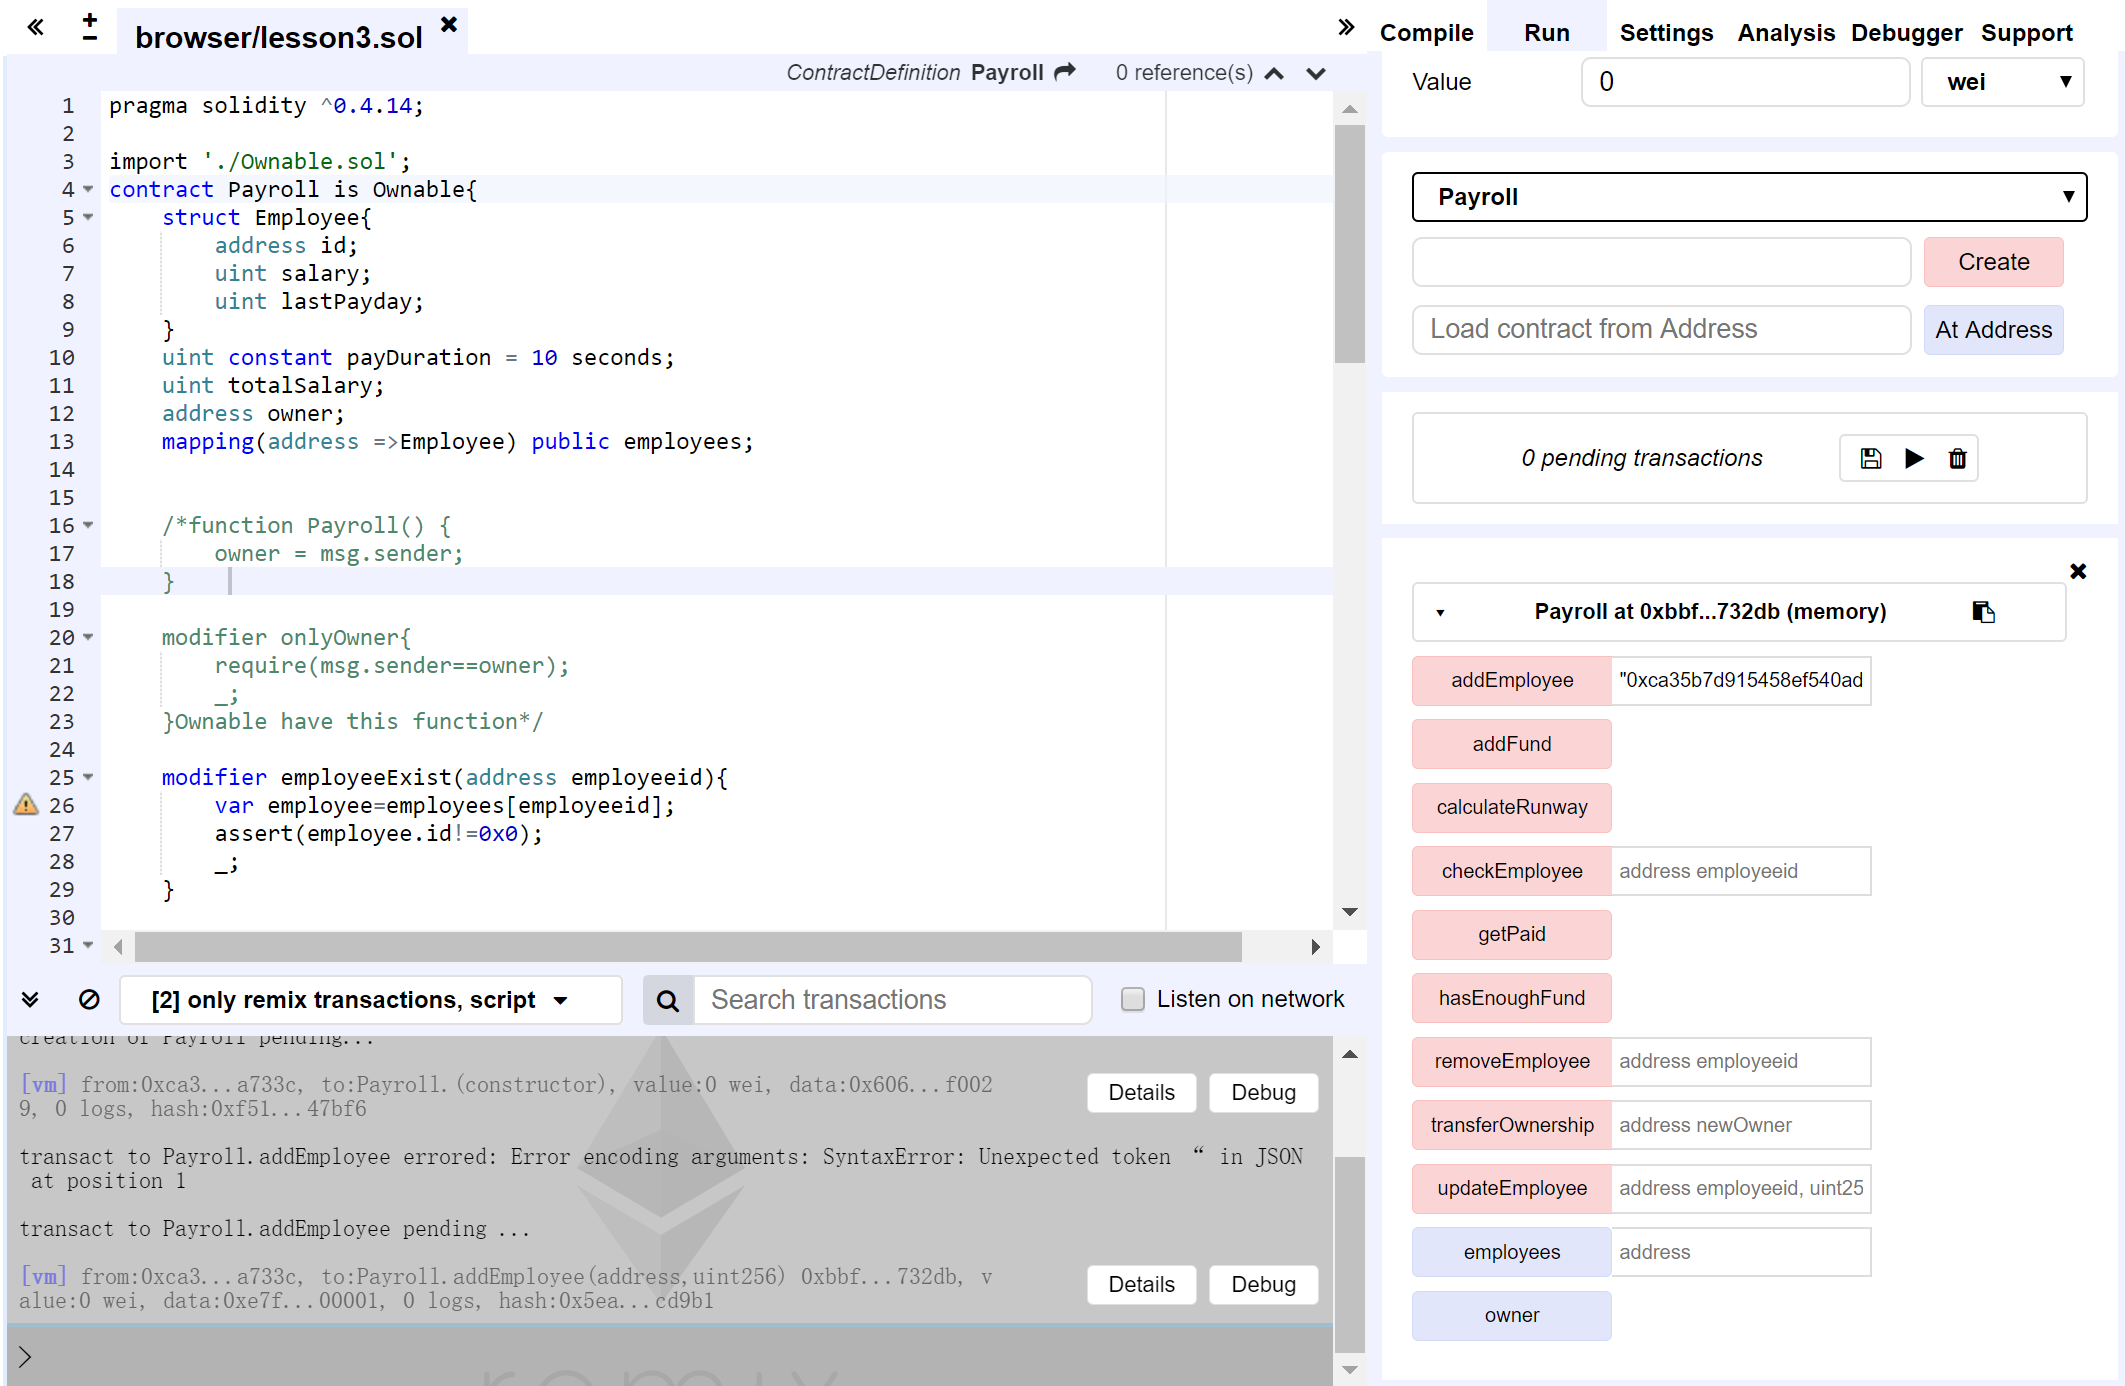 browser/lesson3.sol
ContractDefinition Payroll 0 reference(s)
1 pragma solidity ^0.4.14;
2
3 import './Ownable.sol';
4 contract Payroll is Ownable{
5 struct Employee{
6 address id;
7 uint salary;
8 uint lastPayday;
9 }
10 uint constant payDuration = 10 seconds;
11 uint totalSalary;
12 address owner;
13 mapping(address =>Employee) public employees;
14
15
16 /*function Payroll() {
17 owner = msg.sender;
18 }
19
20 modifier onlyOwner{
21 require(msg.sender==owner);
22 _;
23 }Ownable have this function*/
24
25 modifier employeeExist(address employeeid){
26 var employee=employees[employeeid];
27 assert(employee.id!=0x0);
28 _;
29 }
30
31
[2] only remix transactions, script
Search transactions
Listen on network
creation of Payroll pending...
[vm] from:0xca3...a733c, to:Payroll.(constructor), value:0 wei, data:0x606...f002
9, 0 logs, hash:0xf51...47bf6
Details Debug
transact to Payroll.addEmployee errored: Error encoding arguments: SyntaxError: Unexpected token “ in JSON
at position 1
transact to Payroll.addEmployee pending ...
[vm] from:0xca3...a733c, to:Payroll.addEmployee(address,uint256) 0xbbf...732db, v
alue:0 wei, data:0xe7f...00001, 0 logs, hash:0x5ea...cd9b1
Details Debug
>
remix
Compile Run Settings Analysis Debugger Support
Value 0 wei
Payroll
Create
Load contract from Address At Address
0 pending transactions
Payroll at 0xbbf...732db (memory)
addEmployee "0xca35b7d915458ef540ad
addFund
calculateRunway
checkEmployee address employeeid
getPaid
hasEnoughFund
removeEmployee address employeeid
transferOwnership address newOwner
updateEmployee address employeeid, uint25
employees address
owner